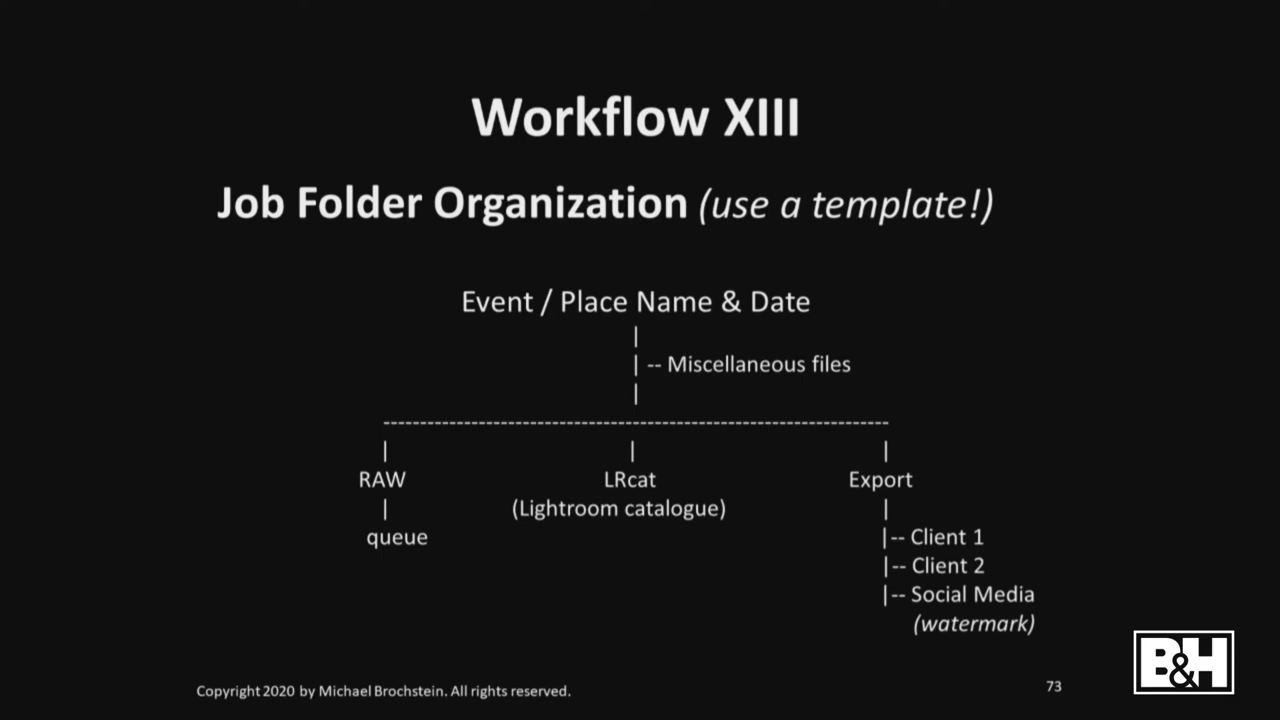 Workflow XIII
Job Folder Organization (use a template!)
Event / Place Name & Date
|
| -- Miscellaneous files
|
---------------------------------------------------------------------
| | |
RAW LRcat Export
| (Lightroom catalogue) |
queue |-- Client 1
|-- Client 2
|-- Social Media
(watermark)
Copyright 2020 by Michael Brochstein. All rights reserved.
73
B&H